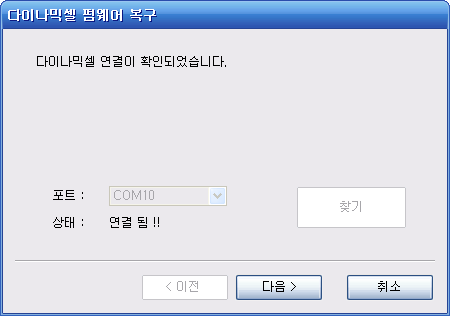 다이나믹셀 펌웨어 복구
다이나믹셀 연결이 확인되었습니다.
포트 : COM10
찾기
상태 : 연결 됨 !!
< 이전 다음 > 취소